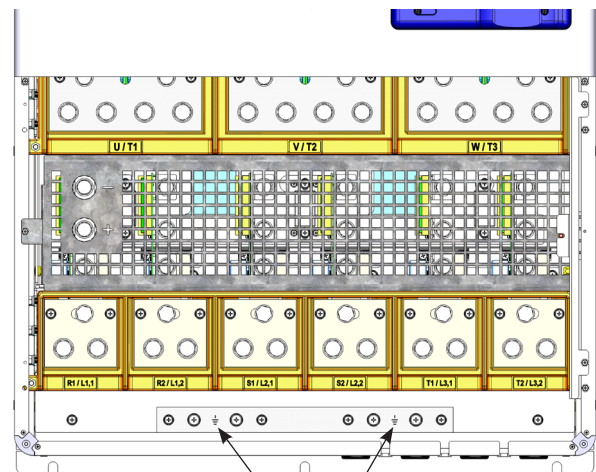 U / T1 V / T2 W / T3
−
+
R1 / L1,1 R2 / L1,2 S1 / L2,1 S2 / L2,2 T1 / L3,1 T2 / L3,2